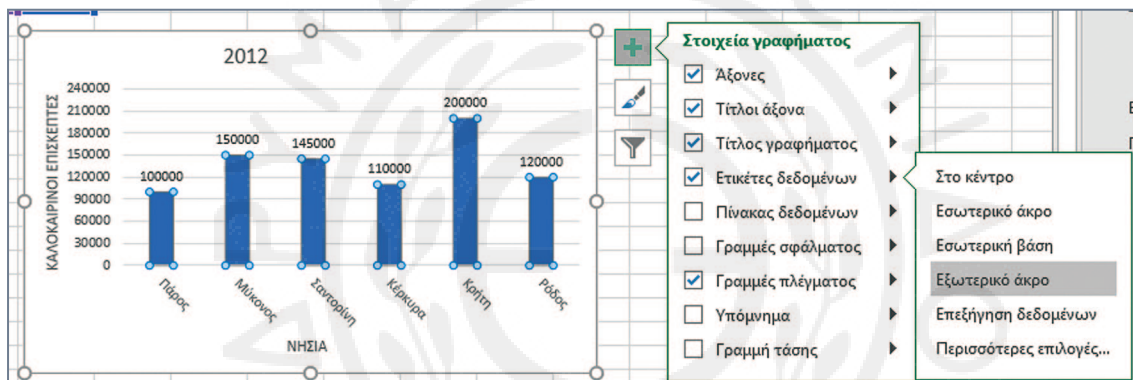 2012
ΚΑΛΟΚΑΙΡΙΝΟΙ ΕΠΙΣΚΕΠΤΕΣ
240000
210000
180000
150000
120000
90000
60000
30000
0
100000
150000
145000
110000
200000
120000
Πάρος
Μύκονος
Σαντορίνη
Κέρκυρα
Κρήτη
Ρόδος
ΝΗΣΙΑ
Στοιχεία γραφήματος
Άξονες
Τίτλοι άξονα
Τίτλος γραφήματος
Ετικέτες δεδομένων
Πίνακας δεδομένων
Γραμμές σφάλματος
Γραμμές πλέγματος
Υπόμνημα
Γραμμή τάσης
Στο κέντρο
Εσωτερικό άκρο
Εσωτερική βάση
Εξωτερικό άκρο
Επεξήγηση δεδομένων
Περισσότερες επιλογές...